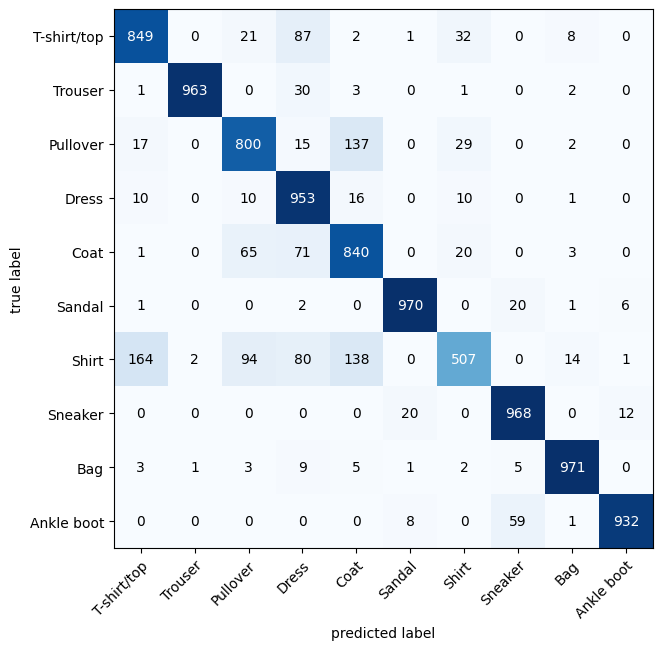 T-shirt/top 849 0 21 87 2 1 32 0 8 0
Trouser 1 963 0 30 3 1 0 0 2 0
Pullover 17 0 800 15 137 0 29 0 2 0
Dress 10 0 10 953 16 0 10 0 1 0
Coat 1 0 65 71 840 0 20 0 3 0
Sandal 1 0 0 2 0 970 0 20 1 6
Shirt 164 2 94 80 138 0 507 0 14 1
Sneaker 0 0 0 0 0 20 0 968 0 12
Bag 3 1 3 9 5 1 2 5 971 0
Ankle boot 0 0 0 0 0 8 0 59 1 932
true label
T-shirt/top Trouser Pullover Dress Coat Sandal Shirt Sneaker Bag Ankle boot
predicted label